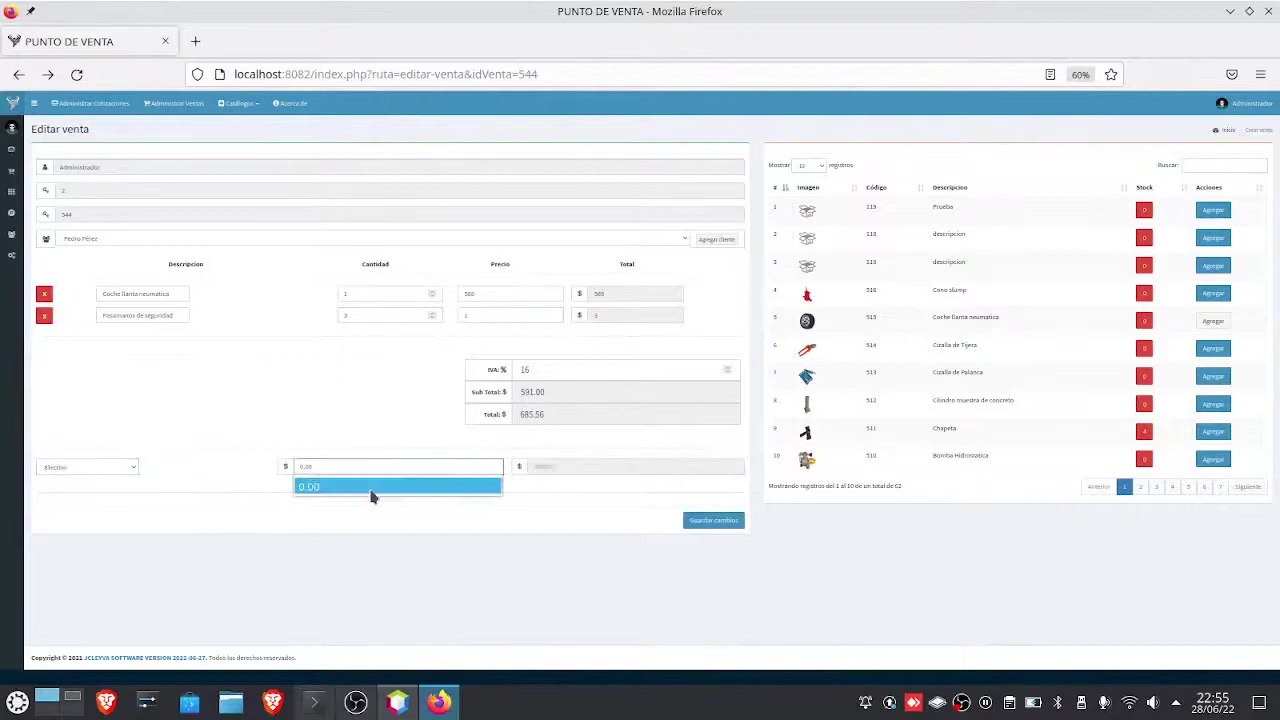 PUNTO DE VENTA - Mozilla Firefox
PUNTO DE VENTA
localhost:8082/index.php?ruta=editar-venta&idVenta=544
60%
Administrar Cotizaciones Administrar Ventas Catálogos Acerca de
Administrador
Editar venta
Inicio Crear venta
Administrador
2
544
Pedro Pérez
Agregar cliente
Descripcion Cantidad Precio Total
X Coche llanta neumatica 1 $
X Pasamanos de seguridad 3 1 $ 3
IVA: % 16
Sub Total: $ 591.00
Total: $ 685.56
Efectivo
$ 0.00
$
0.00
Guardar cambios
Mostrar 10 registros
Buscar:
# Imagen Código Descripcion Stock Acciones
1 119 Prueba 0 Agregar
2 118 descripcion 0 Agregar
3 118 descripcion 0 Agregar
4 516 Cono slump 0 Agregar
5 515 Coche llanta neumatica 0 Agregar
6 514 Cizalla de Tijera 0 Agregar
7 513 Cizalla de Palanca 0 Agregar
8 512 Cilindro muestra de concreto 0 Agregar
9 511 Chapeta 4 Agregar
10 510 Bomba Hidrostatica 0 Agregar
Mostrando registros del 1 al 10 de un total de 62
Anterior 1 2 3 4 5 6 7 Siguiente
Copyright © 2021 JCLEYVA SOFTWARE VERSION 2022-06-27. Todos los derechos reservados.
22:55
28/06/22